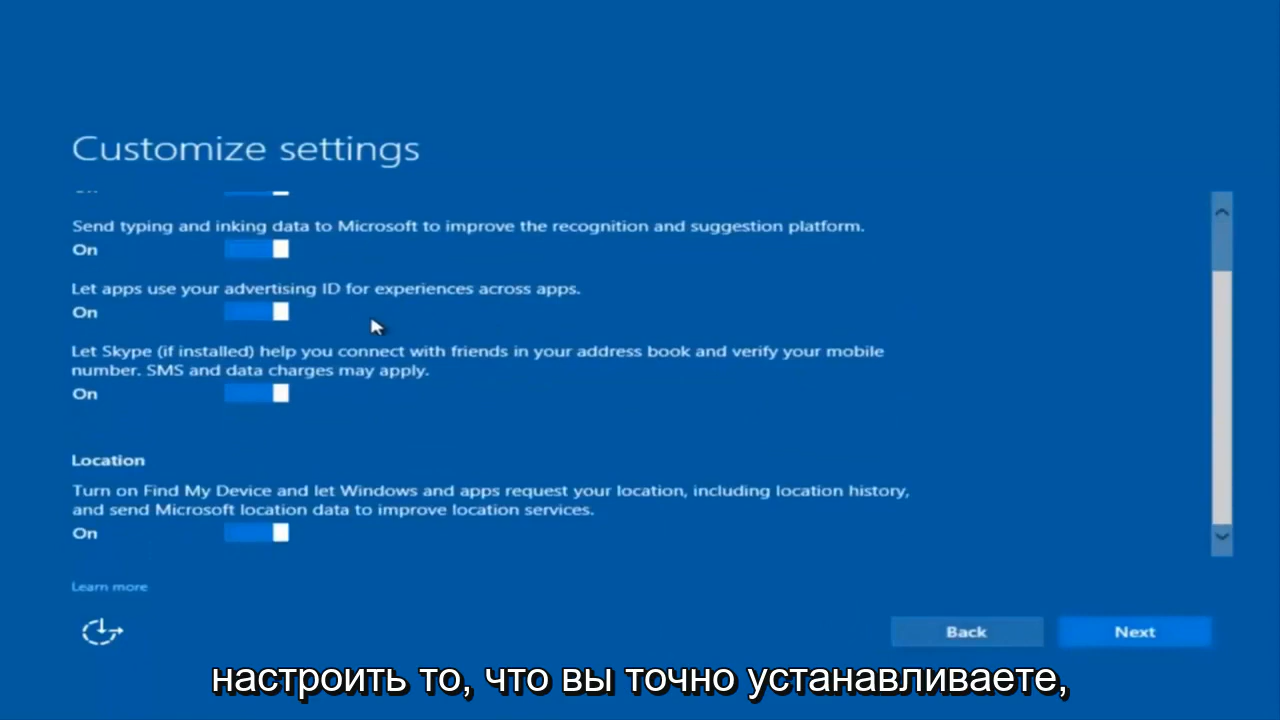 Customize settings
Send typing and inking data to Microsoft to improve the recognition and suggestion platform.
On
Let apps use your advertising ID for experiences across apps.
On
Let Skype (if installed) help you connect with friends in your address book and verify your mobile
number. SMS and data charges may apply.
On
Location
Turn on Find My Device and let Windows and apps request your location, including location history,
and send Microsoft location data to improve location services.
On
Learn more
Back
Next
настроить то, что вы точно устанавливаете,